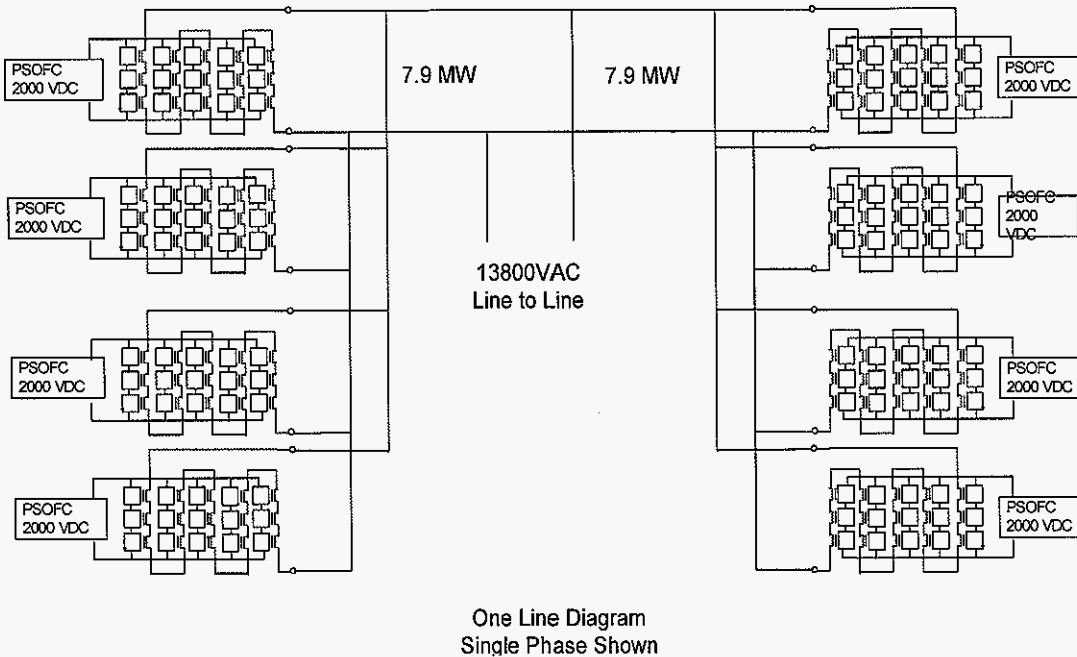 PSOFC
2000 VDC
7.9 MW
7.9 MW
PSOFC
2000 VDC
PSOFC
2000 VDC
PSOFC
2000
VDC
13800VAC
Line to Line
PSOFC
2000 VDC
PSOFC
2000 VDC
PSOFC
2000 VDC
PSOFC
2000 VDC
One Line Diagram
Single Phase Shown